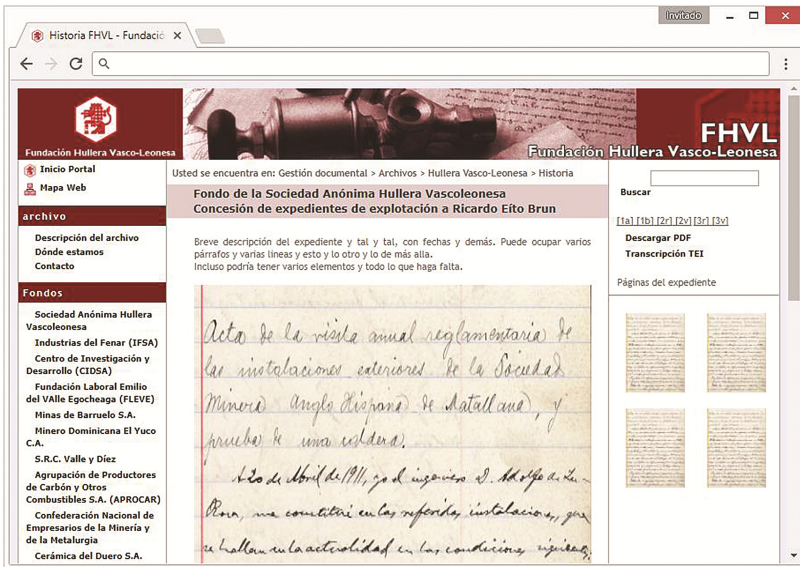 Invitado
Historia FHVL - Fundació
FHVL
Fundación Hullera Vasco-Leonesa
Fundación Hullera Vasco-Leonesa
Inicio Portal
Mapa Web
archivo
Descripción del archivo
Dónde estamos
Contacto
Fondos
Sociedad Anónima Hullera
Vascoleonesa
Industrias del Fenar (IFSA)
Centro de Investigación y
Desarrollo (CIDSA)
Fundación Laboral Emilio
del VAlle Egocheaga (FLEVE)
Minas de Barruelo S.A.
Minero Dominicana El Yuco
C.A.
S.R.C. Valle y Díez
Agrupación de Productores
de Carbón y Otros
Combustibles S.A. (APROCAR)
Confederación Nacional de
Empresarios de la Minería y
de la Metalurgia
Cerámica del Duero S.A.
Usted se encuentra en: Gestión documental > Archivos > Hullera Vasco-Leonesa > Historia
Fondo de la Sociedad Anónima Hullera Vascoleonesa
Concesión de expedientes de explotación a Ricardo Eíto Brun
Breve descripción del expediente y tal y tal, con fechas y demás. Puede ocupar varios
párrafos y varias lineas y esto y lo otro y lo de más alla.
Incluso podría tener varios elementos y todo lo que haga falta.
Acta de la visita anual reglamentaria de
las instalaciones exteriores de la Sociedad
Minera Anglo Hispana de Matallana, y
prueba de una caldera.
A 20 de Abril de 1911, yo el ingeniero D. Adolfo de La
Rosa, me constituí en las referidas instalaciones, que
se hallan en la actualidad en las condiciones siguientes:
Buscar
[1a] [1b] [2r] [2v] [3r] [3v]
Descargar PDF
Transcripción TEI
Páginas del expediente